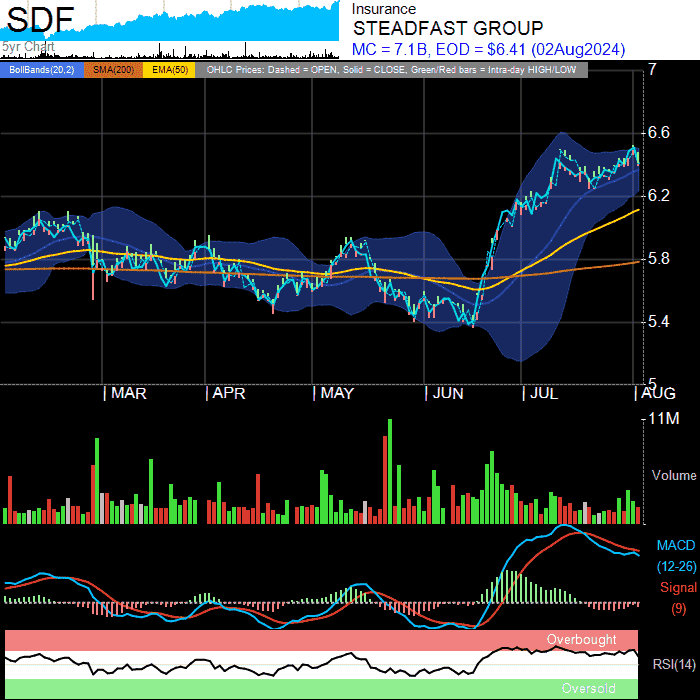 SDF
5yr Chart
Insurance
STEADFAST GROUP
MC = 7.1B, EOD = $6.41 (02Aug2024)
BollBands(20,2) SMA(200) EMA(50) OHLC Prices: Dashed = OPEN, Solid = CLOSE, Green/Red bars = Intra-day HIGH/LOW
7
6.6
6.2
5.8
5.4
5
MAR APR MAY JUN JUL AUG
11M
Volume
MACD
(12-26)
Signal
(9)
Overbought
RSI(14)
Oversold